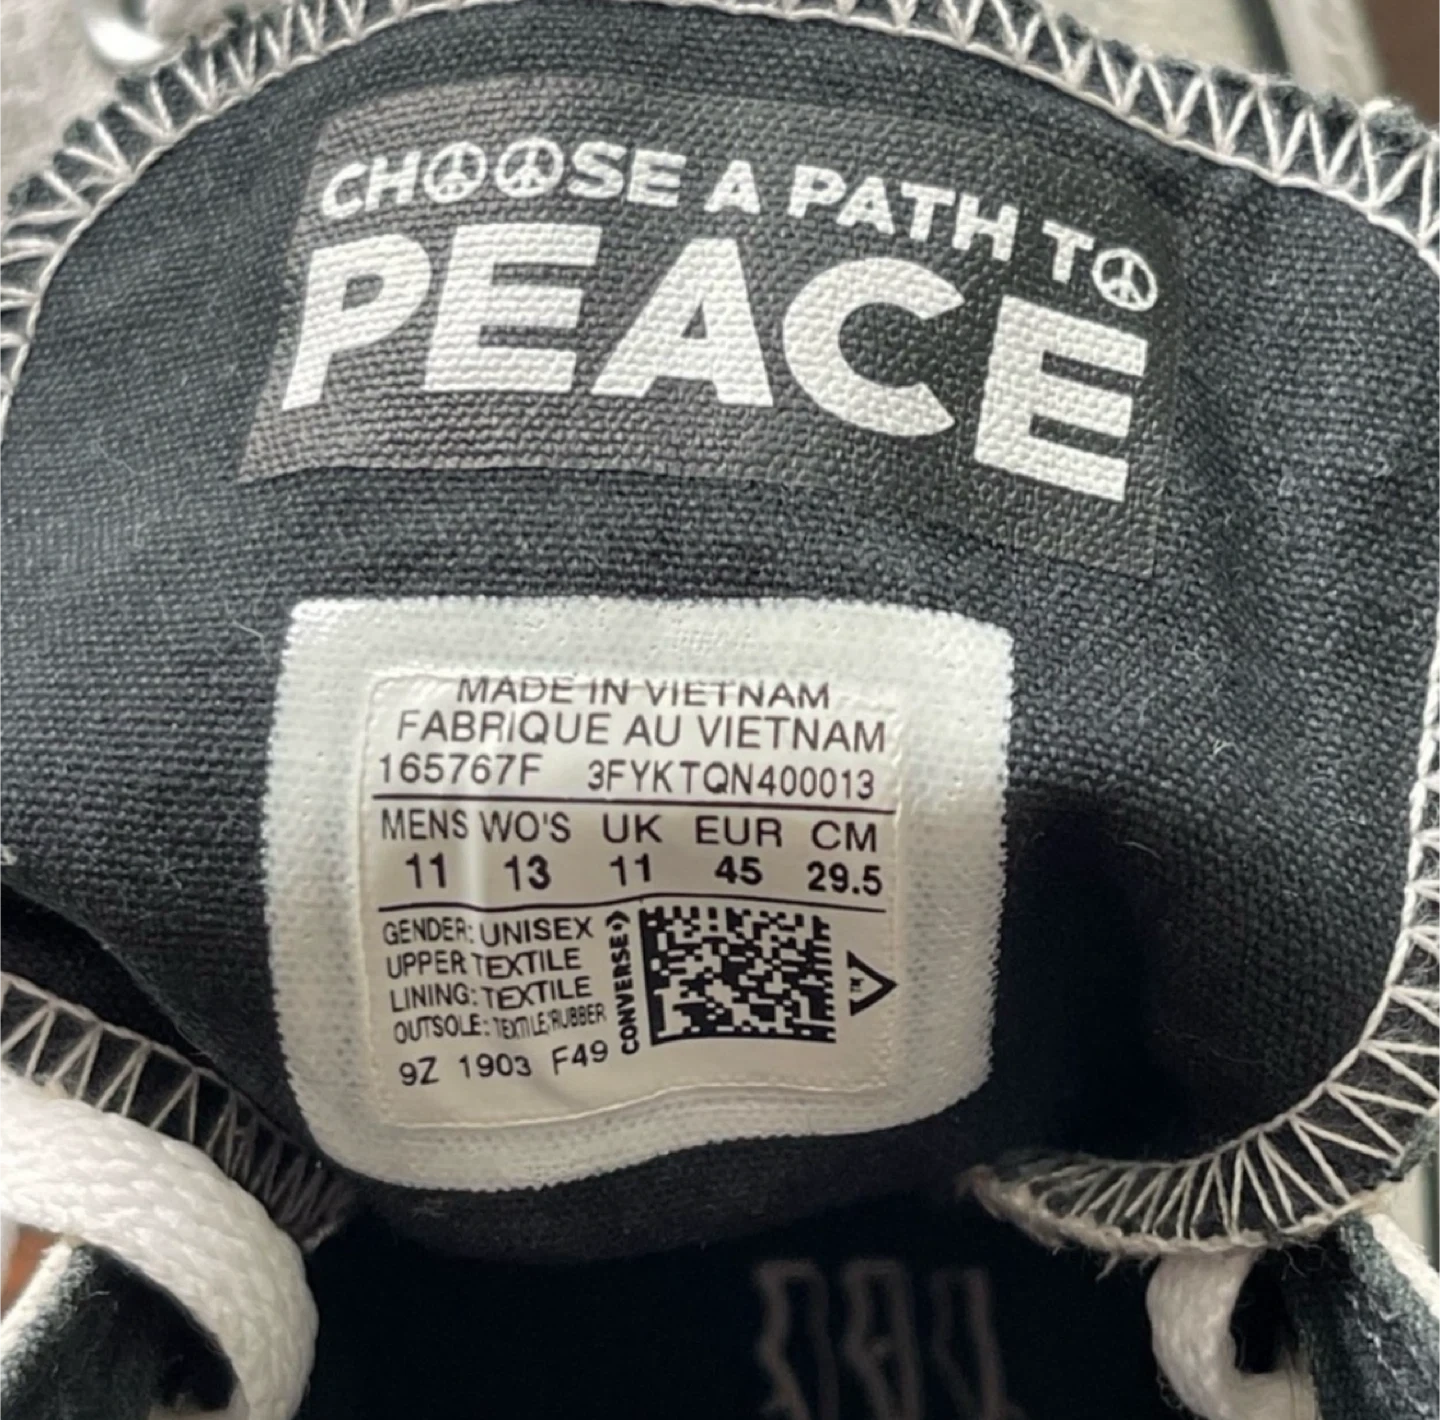 CHOOSE A PATH TO
PEACE
MADE IN VIETNAM
FABRIQUE AU VIETNAM
165767F 3FYKTQN400013
MENS WO'S UK EUR CM
11 13 11 45 29.5
GENDER: UNISEX
UPPER TEXTILE
LINING: TEXTILE
OUTSOLE: TEXTILE/RUBBER
9Z 1903 F49
CONVERSE